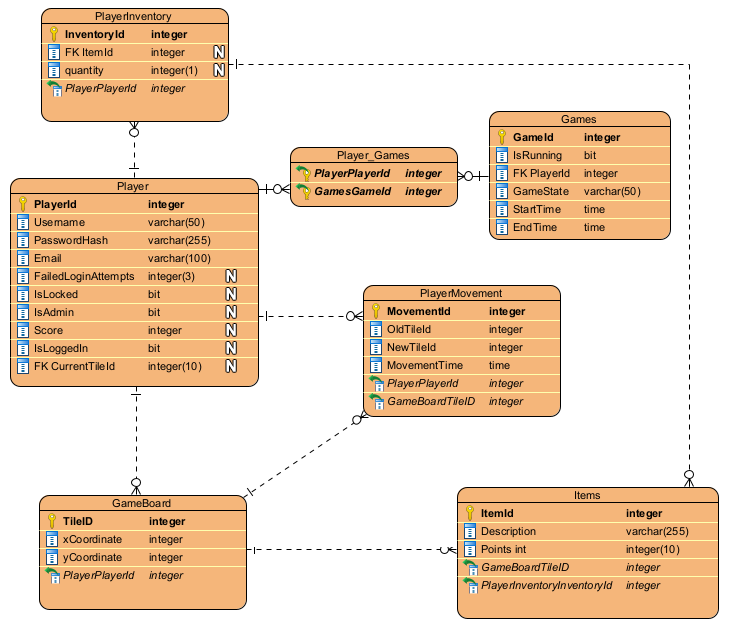 PlayerInventory
InventoryId integer
FK ItemId integer N
quantity integer(1) N
PlayerPlayerId integer
Games
GameId integer
IsRunning bit
FK PlayerId integer
GameState varchar(50)
StartTime time
EndTime time
Player_Games
PlayerPlayerId integer
GamesGameId integer
Player
PlayerId integer
Username varchar(50)
PasswordHash varchar(255)
Email varchar(100)
FailedLoginAttempts integer(3) N
IsLocked bit N
IsAdmin bit N
Score integer N
IsLoggedIn bit N
FK CurrentTileId integer(10) N
PlayerMovement
MovementId integer
OldTileId integer
NewTileId integer
MovementTime time
PlayerPlayerId integer
GameBoardTileID integer
GameBoard
TileID integer
xCoordinate integer
yCoordinate integer
PlayerPlayerId integer
Items
ItemId integer
Description varchar(255)
Points int integer(10)
GameBoardTileID integer
PlayerInventoryInventoryId integer